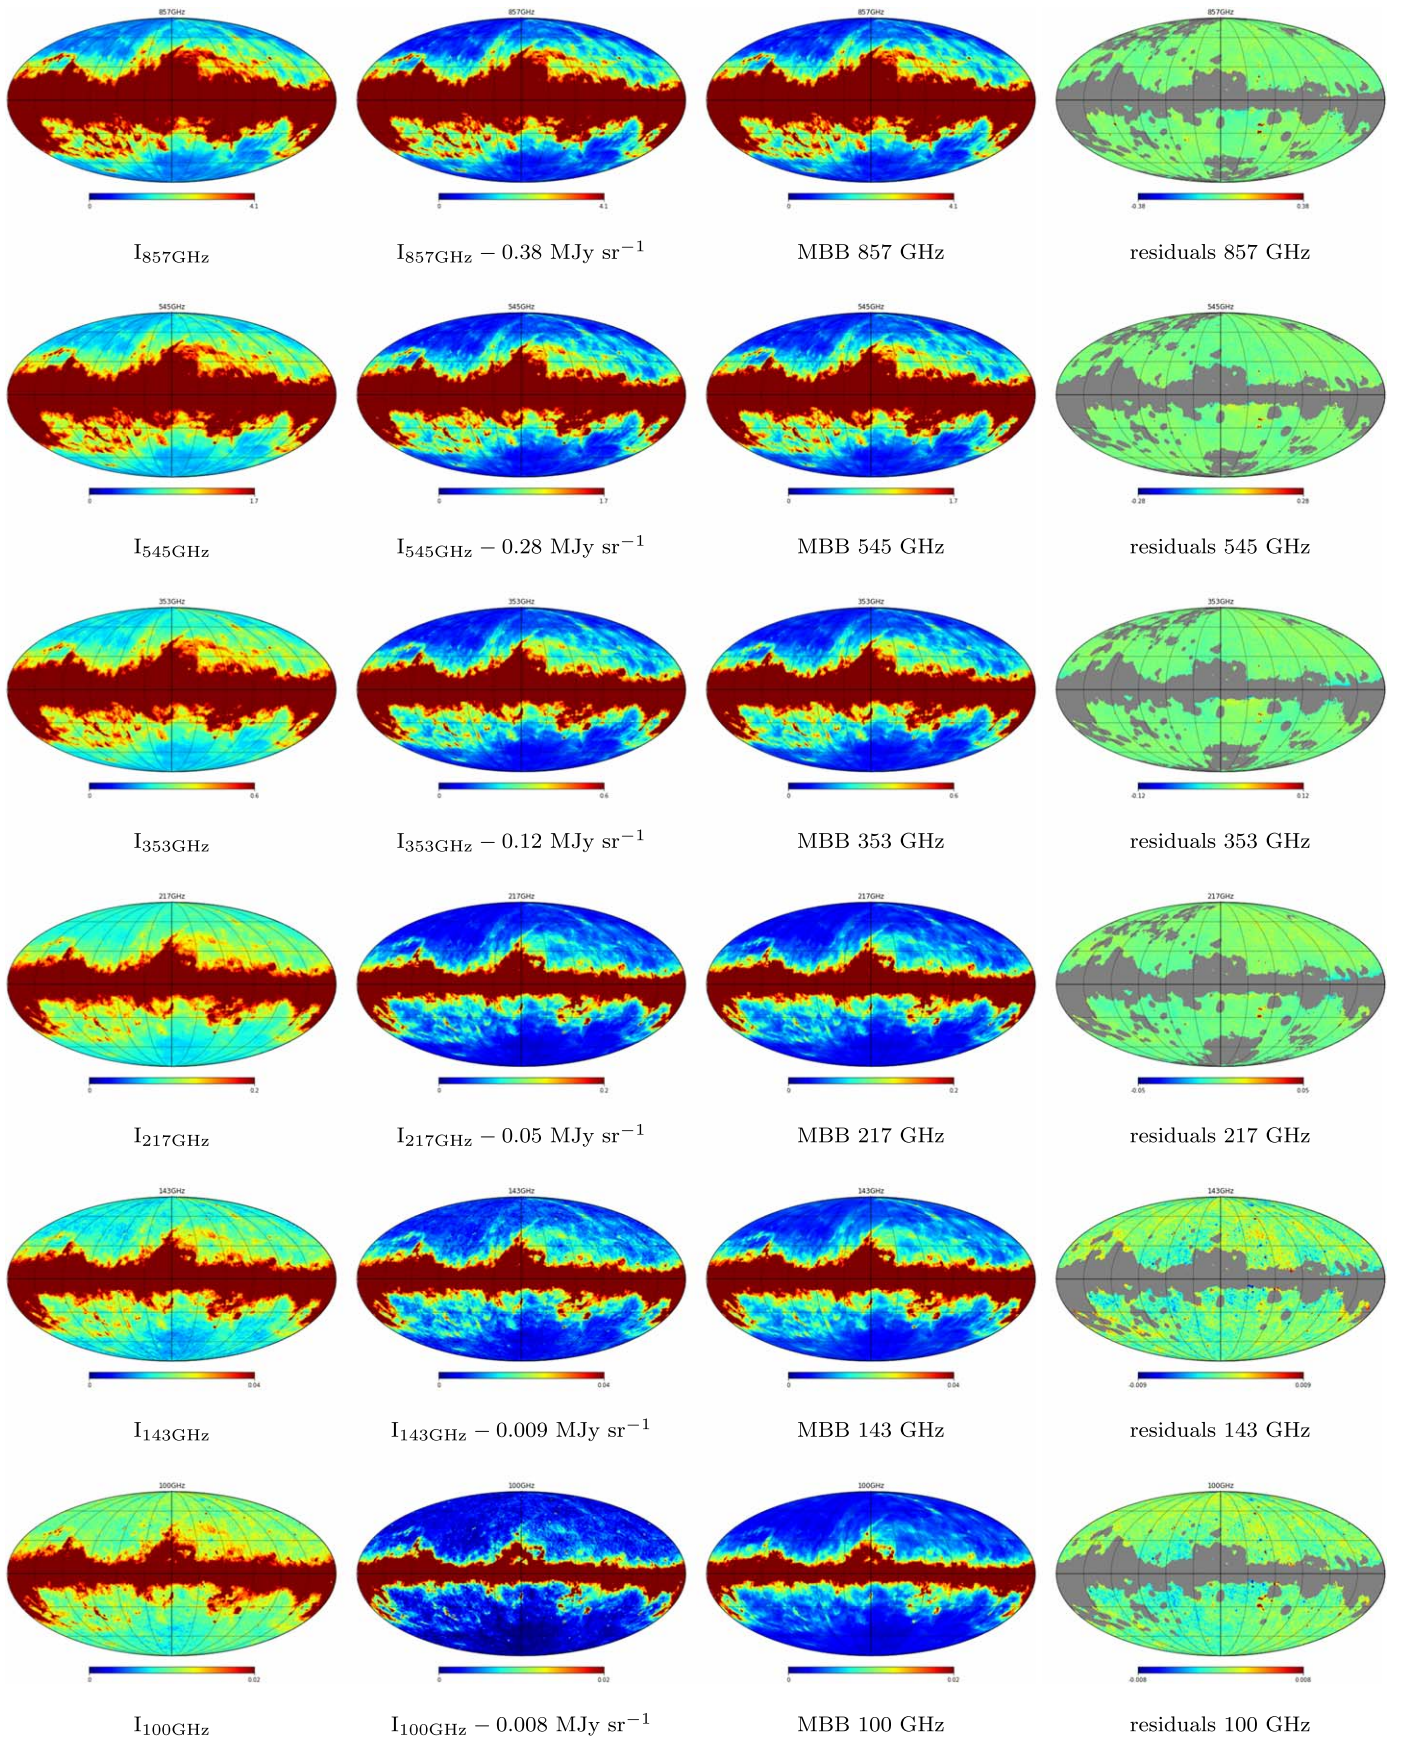 857GHz 857GHz 857GHz 857GHz
0 4.1 0 4.1 0 4.1 -0.38 0.38
I857GHz I857GHz − 0.38 MJy sr−1 MBB 857 GHz residuals 857 GHz
545GHz 545GHz 545GHz 545GHz
0 1.7 0 1.7 0 1.7 -0.28 0.28
I545GHz I545GHz − 0.28 MJy sr−1 MBB 545 GHz residuals 545 GHz
353GHz 353GHz 353GHz 353GHz
0 0.6 0 0.6 0 0.6 -0.12 0.12
I353GHz I353GHz − 0.12 MJy sr−1 MBB 353 GHz residuals 353 GHz
217GHz 217GHz 217GHz 217GHz
0 0.2 0 0.2 0 0.2 -0.05 0.05
I217GHz I217GHz − 0.05 MJy sr−1 MBB 217 GHz residuals 217 GHz
143GHz 143GHz 143GHz 143GHz
0 0.04 0 0.04 0 0.04 -0.009 0.009
I143GHz I143GHz − 0.009 MJy sr−1 MBB 143 GHz residuals 143 GHz
100GHz 100GHz 100GHz 100GHz
0 0.02 0 0.02 0 0.02 -0.008 0.008
I100GHz I100GHz − 0.008 MJy sr−1 MBB 100 GHz residuals 100 GHz